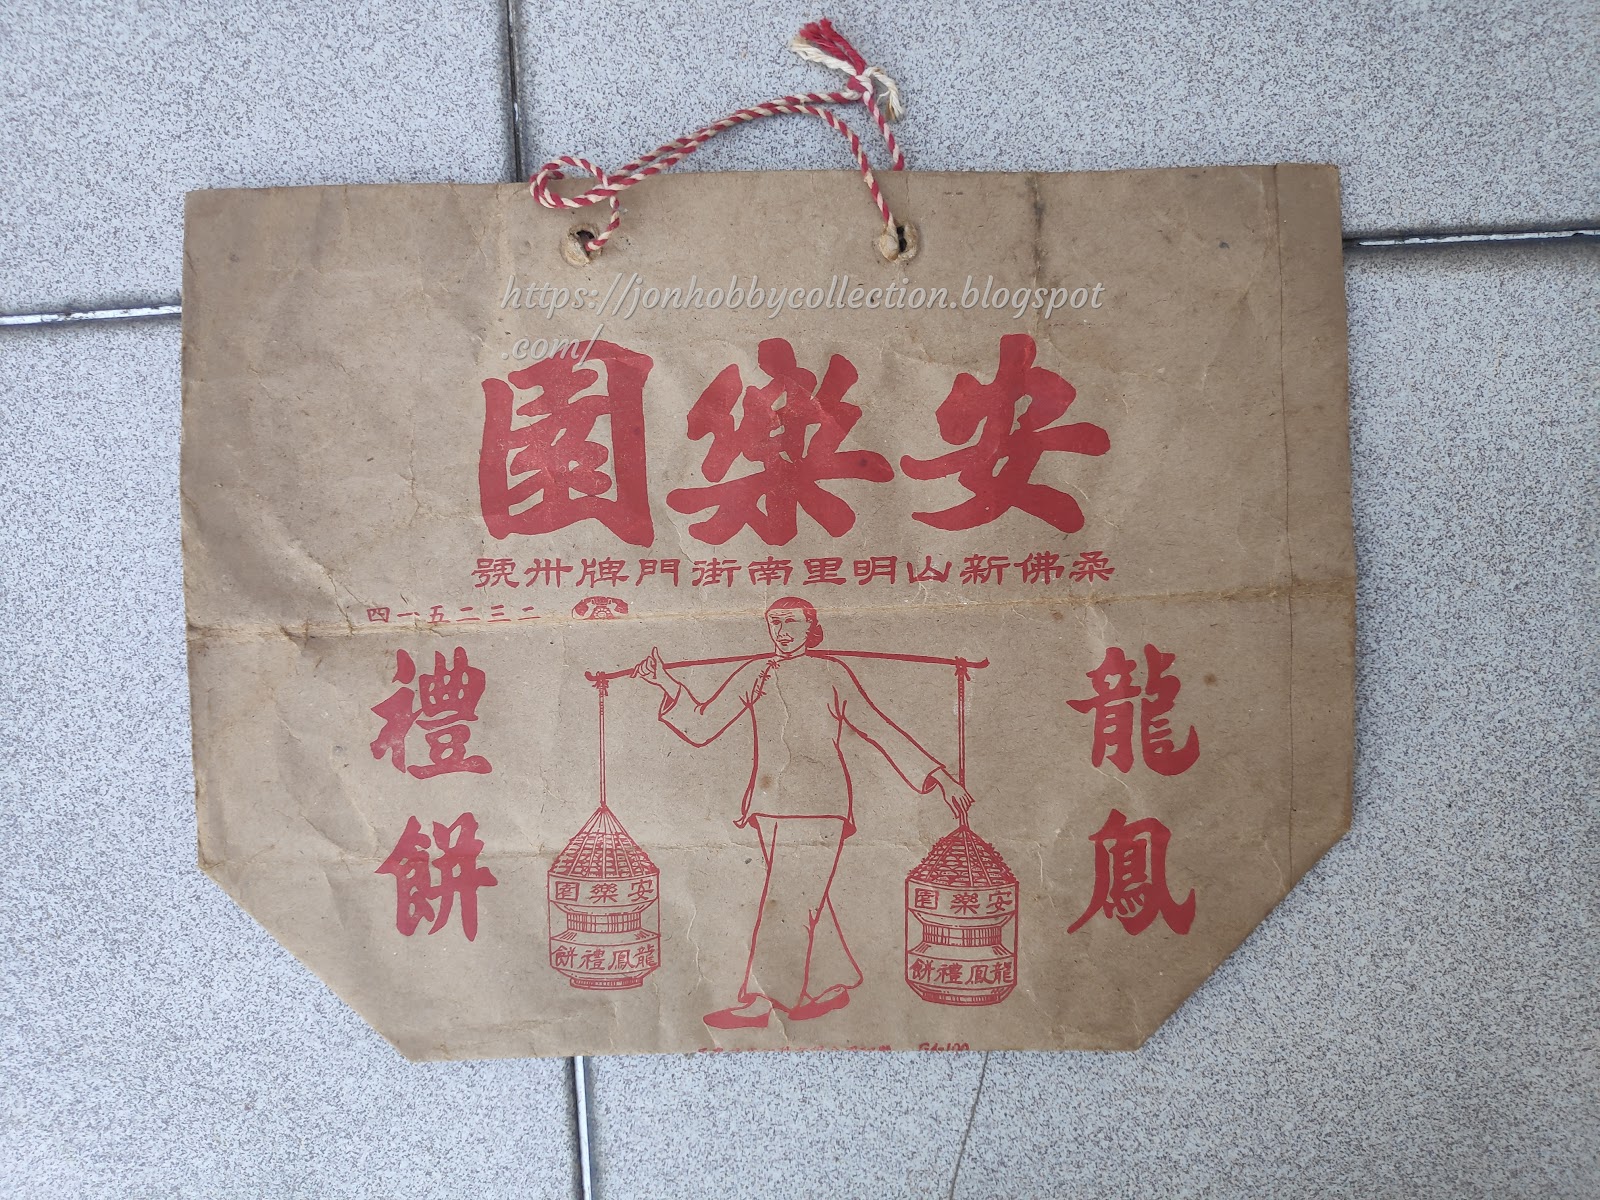 https://jonhobbycollection.blogspot
.com/
安樂園
柔佛新山明里南街門牌卅號
二三二五一四
龍鳳
禮餅
安樂園
龍鳳禮餅
安樂園
龍鳳禮餅